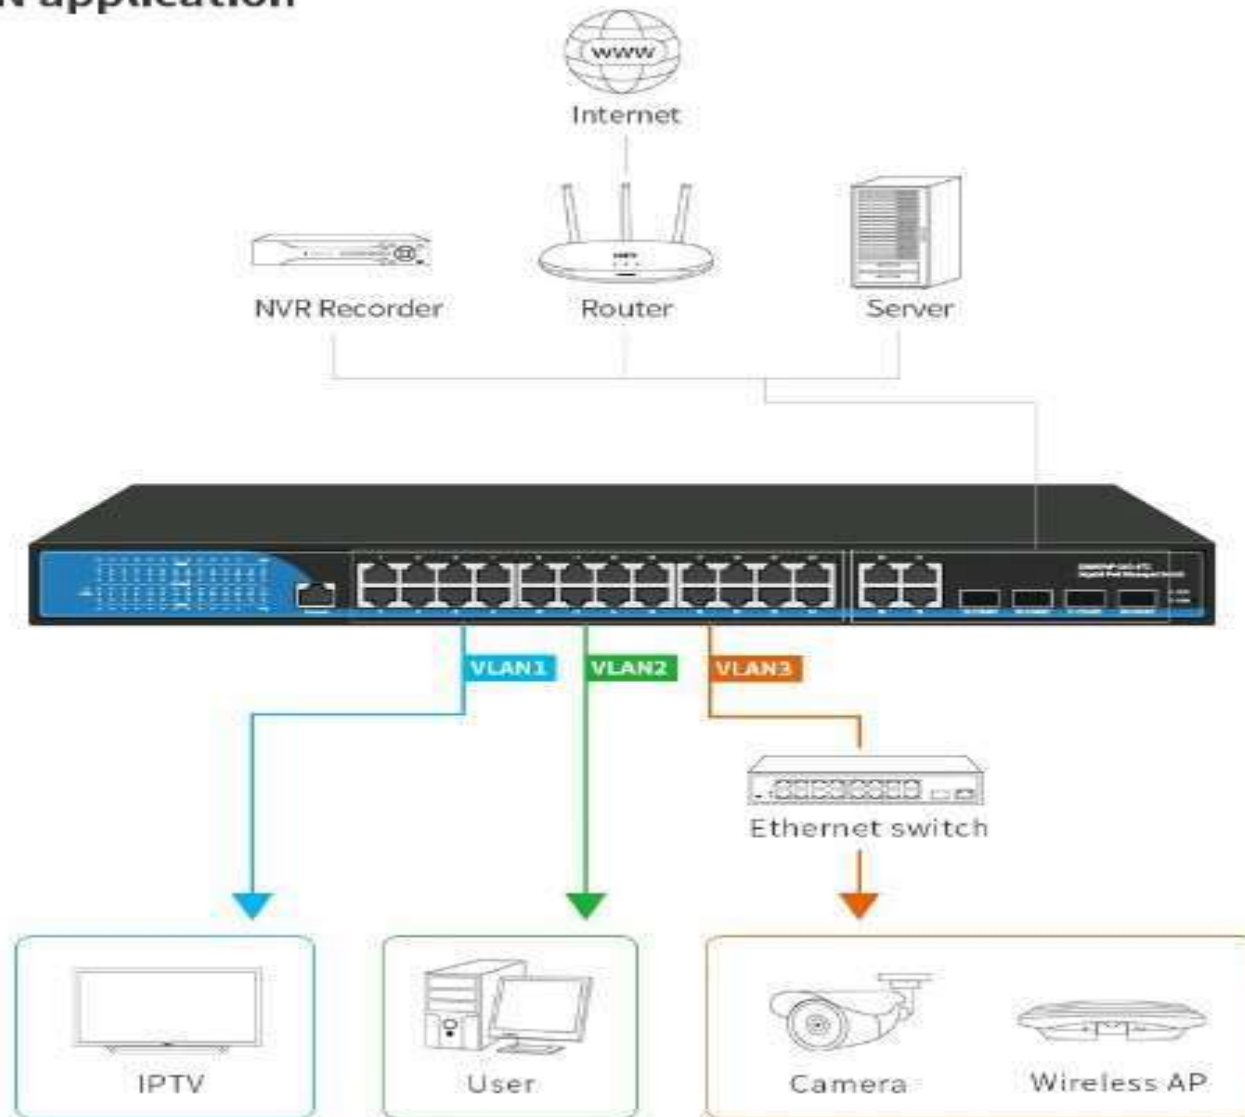 application
www
Internet
NVR Recorder
Router
Server
VLAN1
VLAN2
VLAN3
Ethernet switch
IPTV
User
Camera
Wireless AP